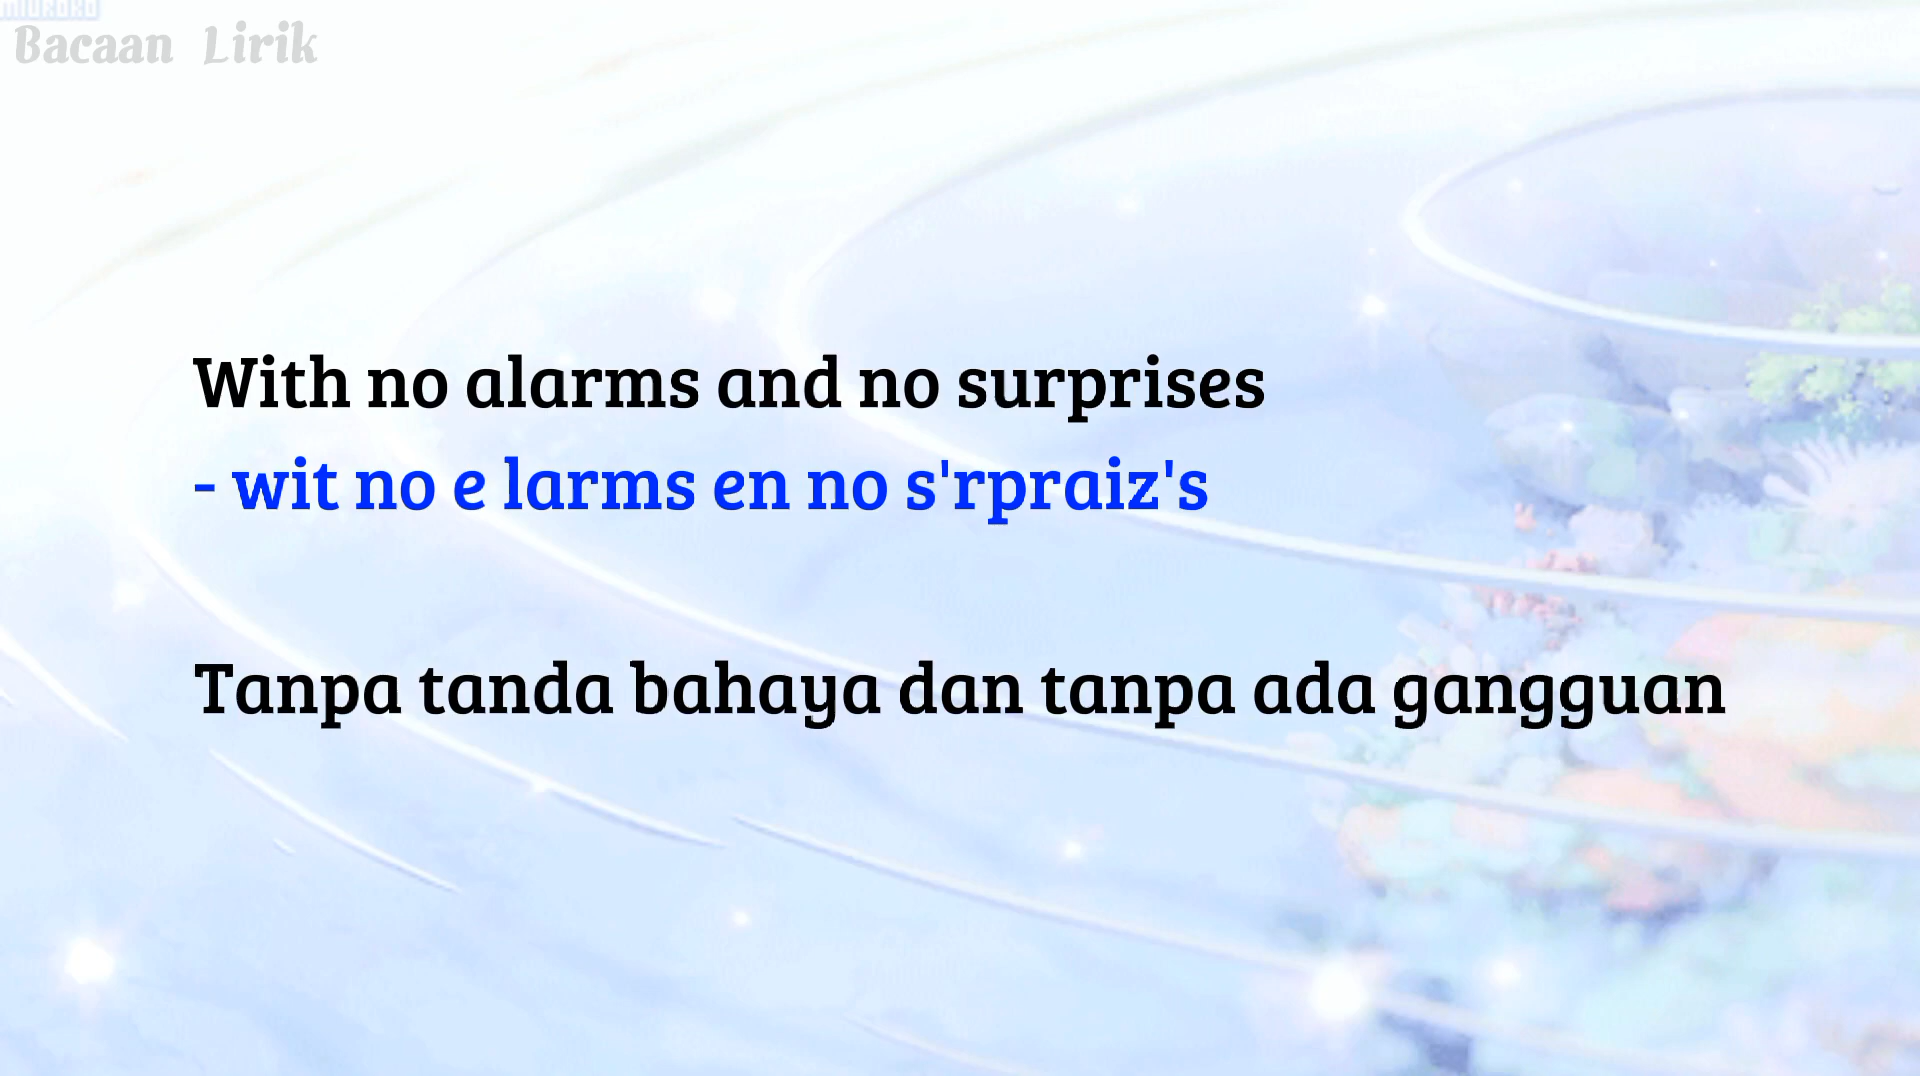 miukoko
Bacaan Lirik
With no alarms and no surprises
- wit no e larms en no s'rpraiz's
Tanpa tanda bahaya dan tanpa ada gangguan